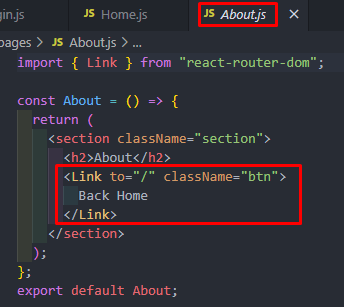 gin.js
JS Home.js
JS About.js ×
pages > JS About.js > ...
import { Link } from "react-router-dom";
const About = () => {
return (
<section className="section">
<h2>About</h2>
<Link to="/" className="btn">
Back Home
</Link>
</section>
);
};
export default About;